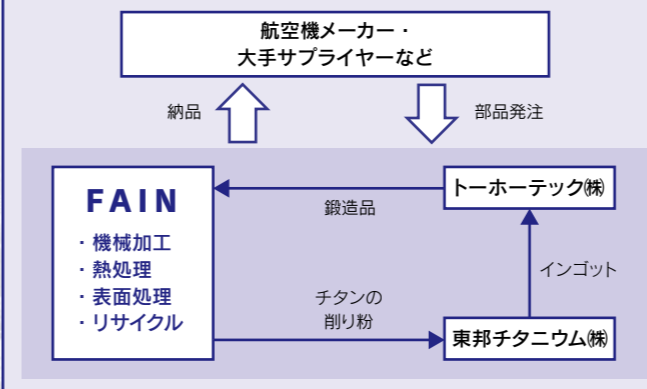 航空機メーカー・
大手サプライヤーなど
納品
部品発注
FAIN
・機械加工
・熱処理
・表面処理
・リサイクル
トーホーテック㈱
鍛造品
インゴット
チタンの
削り粉
東邦チタニウム㈱